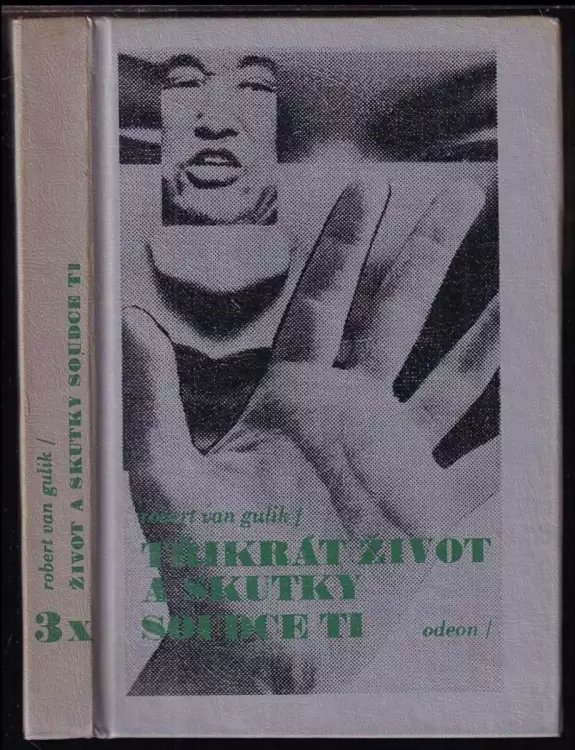 robert van gulik /
ŽIVOT A SKUTKY SOUDCE TI
3x
robert van gulik /
TŘIKRÁT ŽIVOT
A SKUTKY
SOUDCE TI
odeon /